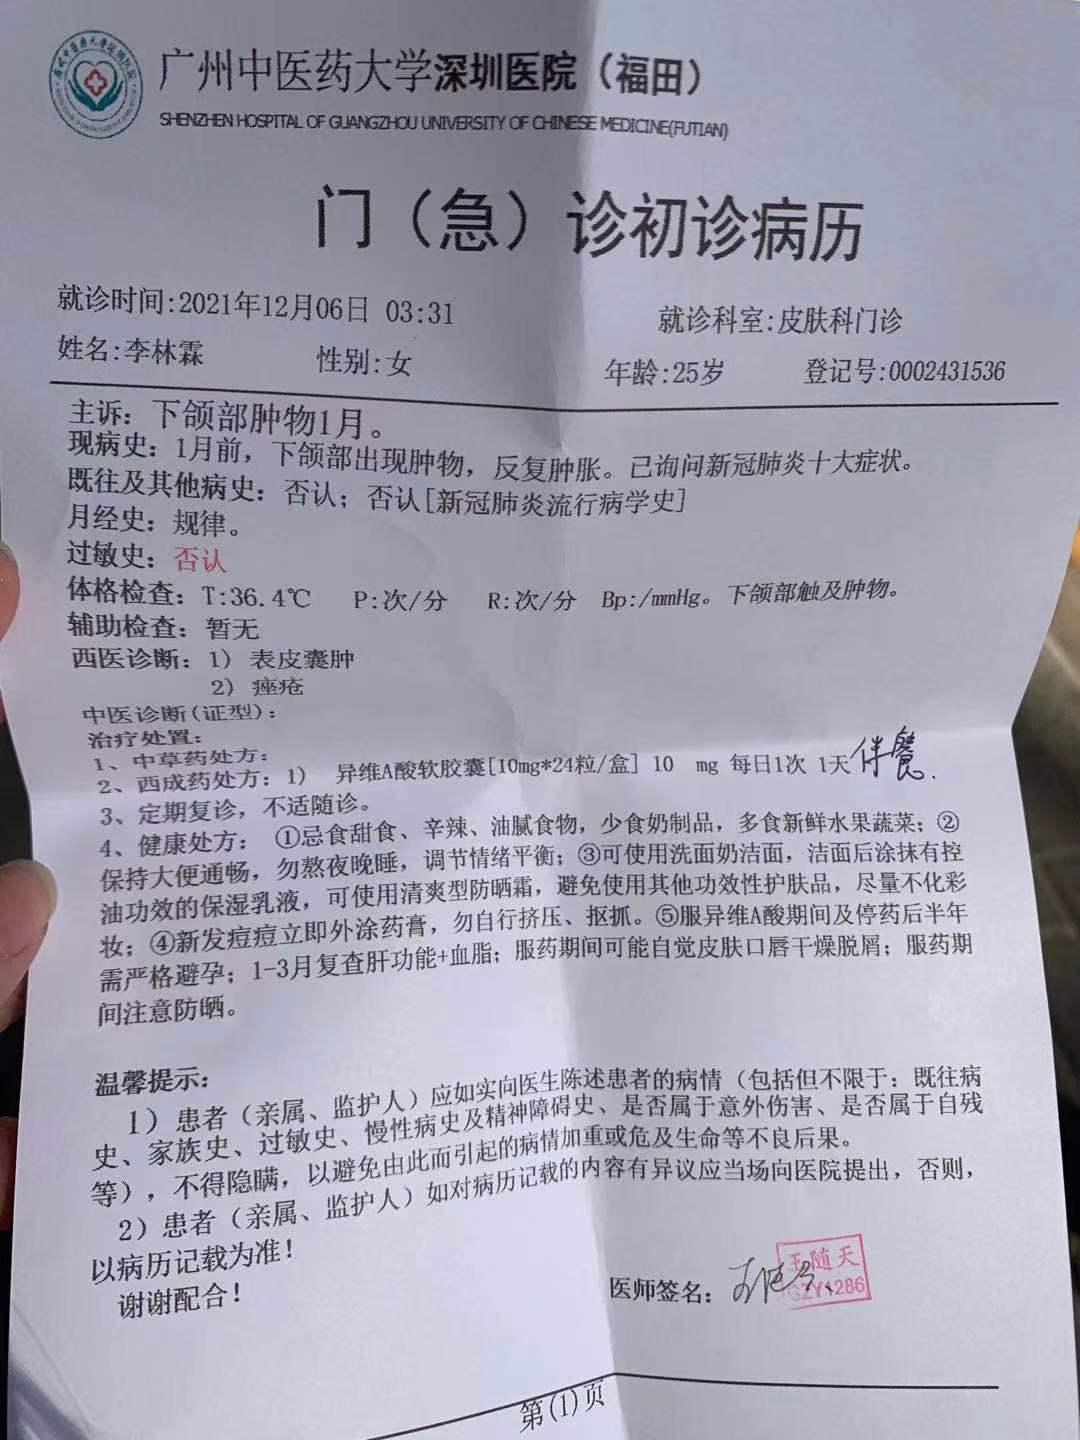 广州中医药大学深圳医院（福田）
SHENZHEN HOSPITAL OF GUANGZHOU UNIVERSITY OF CHINESE MEDICINE(FUTIAN)
门（急）诊初诊病历
就诊时间:2021年12月06日 03:31 就诊科室:皮肤科门诊
姓名:李林霖 性别:女 年龄:25岁 登记号:0002431536
主诉: 下颌部肿物1月。
现病史: 1月前，下颌部出现肿物，反复肿胀。已询问新冠肺炎十大症状。
既往及其他病史: 否认; 否认[新冠肺炎流行病学史]
月经史: 规律。
过敏史: 否认
体格检查: T:36.4℃ P:次/分 R:次/分 Bp:/mmHg。下颌部触及肿物。
辅助检查: 暂无
西医诊断: 1) 表皮囊肿
2) 痤疮
中医诊断(证型):
治疗处置:
1、中草药处方:
2、西成药处方: 1) 异维A酸软胶囊[10mg*24粒/盒] 10 mg 每日1次 1天 伴餐.
3、定期复诊，不适随诊。
4、健康处方: ①忌食甜食、辛辣、油腻食物，少食奶制品，多食新鲜水果蔬菜；②
保持大便通畅，勿熬夜晚睡，调节情绪平衡；③可使用洗面奶洁面，洁面后涂抹有控
油功效的保湿乳液，可使用清爽型防晒霜，避免使用其他功效性护肤品，尽量不化彩
妆；④新发痘痘立即外涂药膏，勿自行挤压、抠抓。⑤服异维A酸期间及停药后半年
需严格避孕；1-3月复查肝功能+血脂；服药期间可能自觉皮肤口唇干燥脱屑；服药期
间注意防晒。
温馨提示:
1）患者（亲属、监护人）应如实向医生陈述患者的病情（包括但不限于：既往病
史、家族史、过敏史、慢性病史及精神障碍史、是否属于意外伤害、是否属于自残
等），不得隐瞒，以避免由此而引起的病情加重或危及生命等不良后果。
2）患者（亲属、监护人）如对病历记载的内容有异议应当场向医院提出，否则，
以病历记载为准！
谢谢配合！
医师签名: 王随天
GZY1286
第(1)页